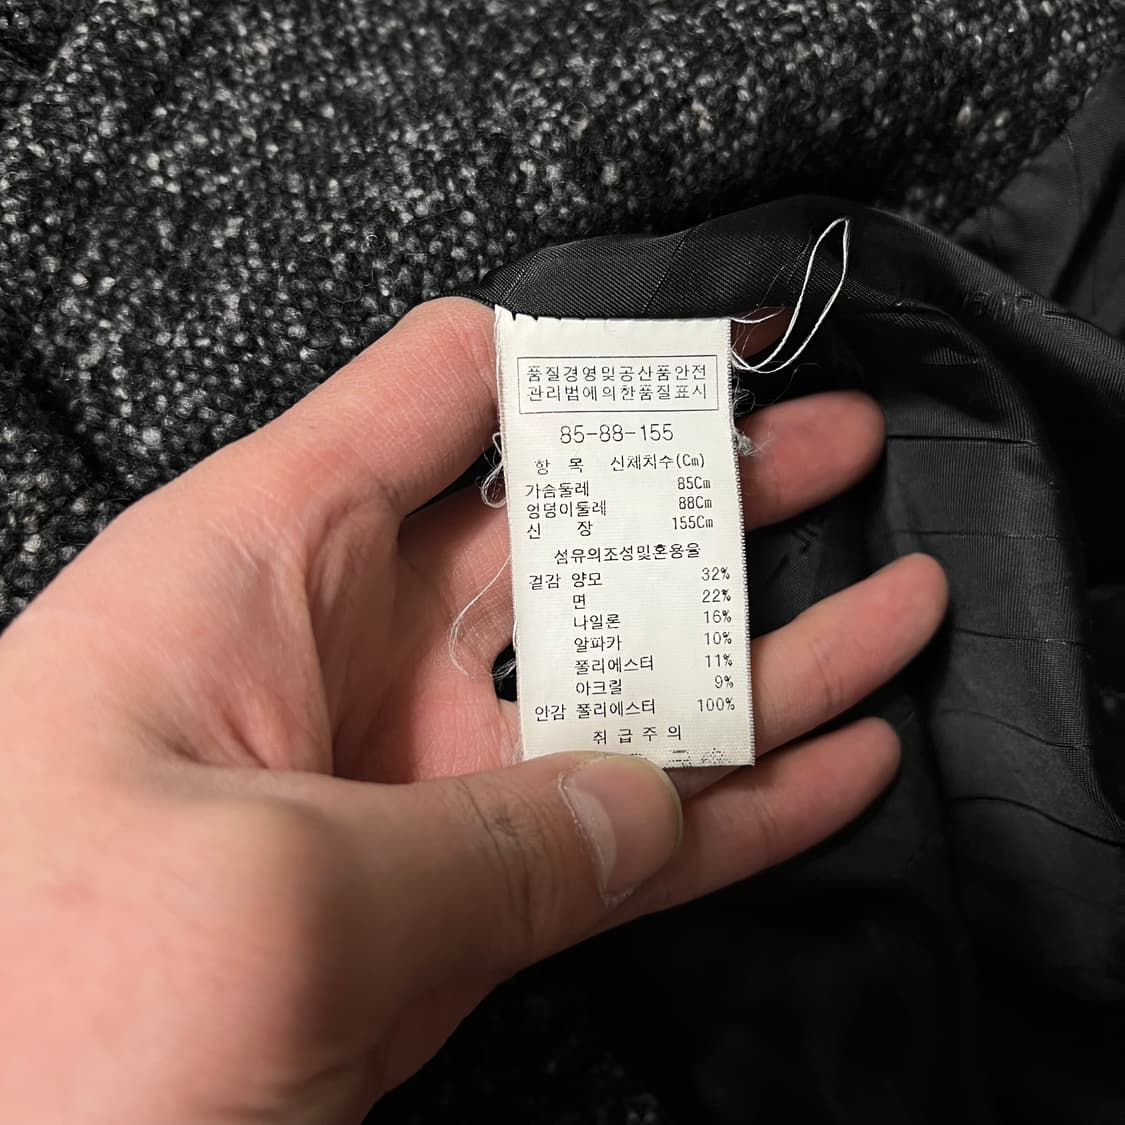 품질경영및공산품안전
관리법에의한품질표시
85-88-155
항 목 신체치수(Cm)
가슴둘레 85Cm
엉덩이둘레 88Cm
신 장 155Cm
섬유의조성및혼용율
겉감 양모 32%
면 22%
나일론 16%
알파카 10%
폴리에스터 11%
아크릴 9%
안감 폴리에스터 100%
취 급 주 의